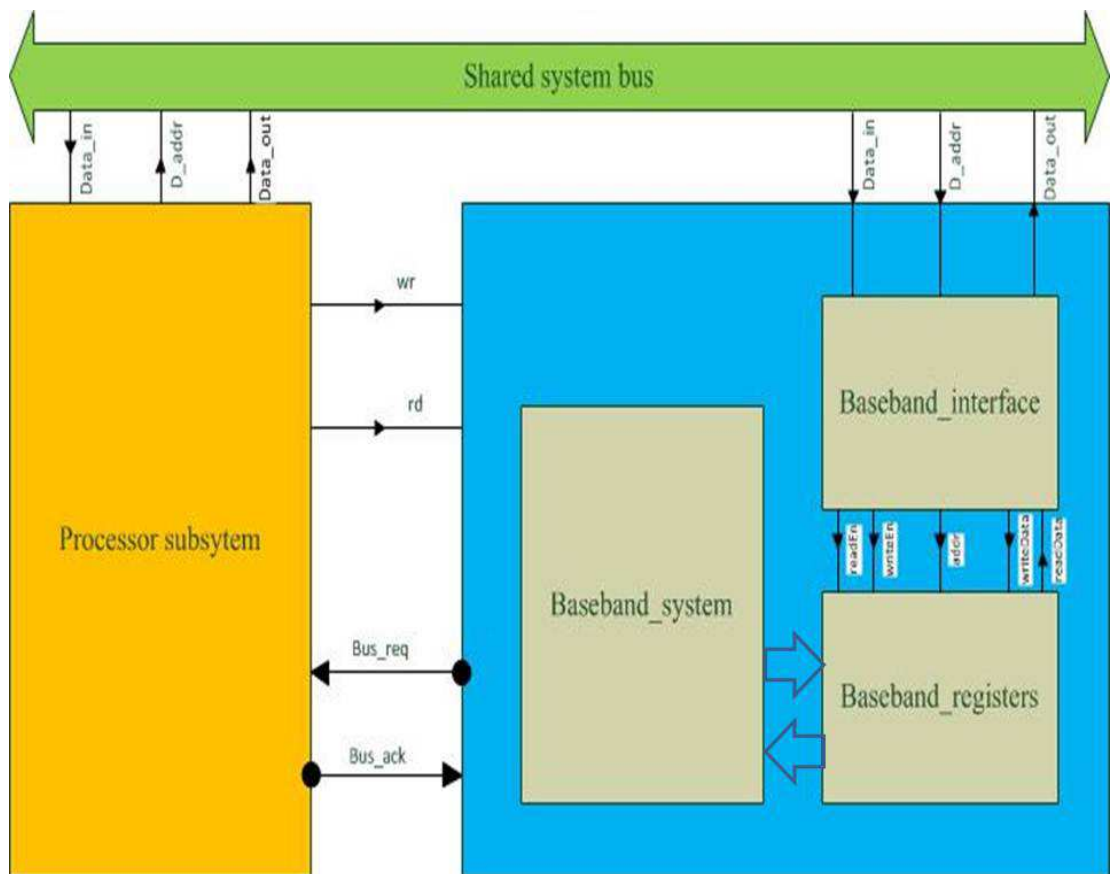 Shared system bus
Data_in
D_addr
Data_out
Data_in
D_addr
Data_out
wr
rd
Baseband_interface
Processor subsytem
readEn
writeEn
addr
writeData
readData
Baseband_system
Bus_req
Baseband_registers
Bus_ack